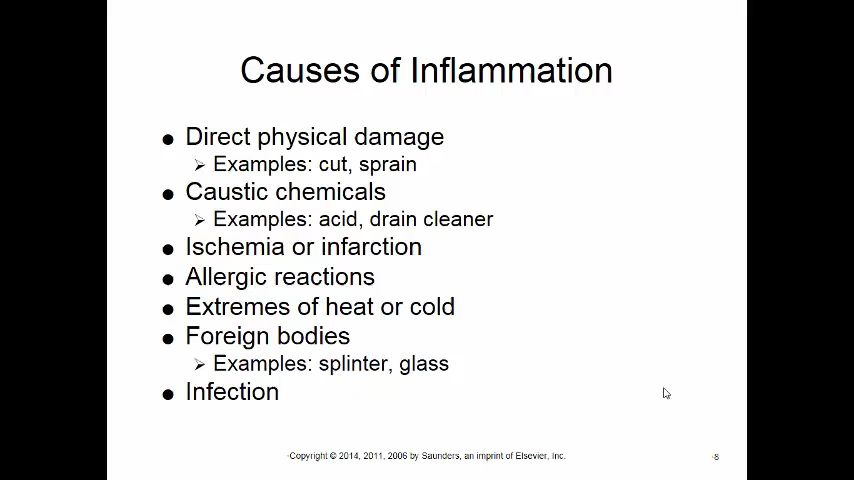 Causes of Inflammation
● Direct physical damage
➢ Examples: cut, sprain
● Caustic chemicals
➢ Examples: acid, drain cleaner
● Ischemia or infarction
● Allergic reactions
● Extremes of heat or cold
● Foreign bodies
➢ Examples: splinter, glass
● Infection
·Copyright © 2014, 2011, 2006 by Saunders, an imprint of Elsevier, Inc.
·8